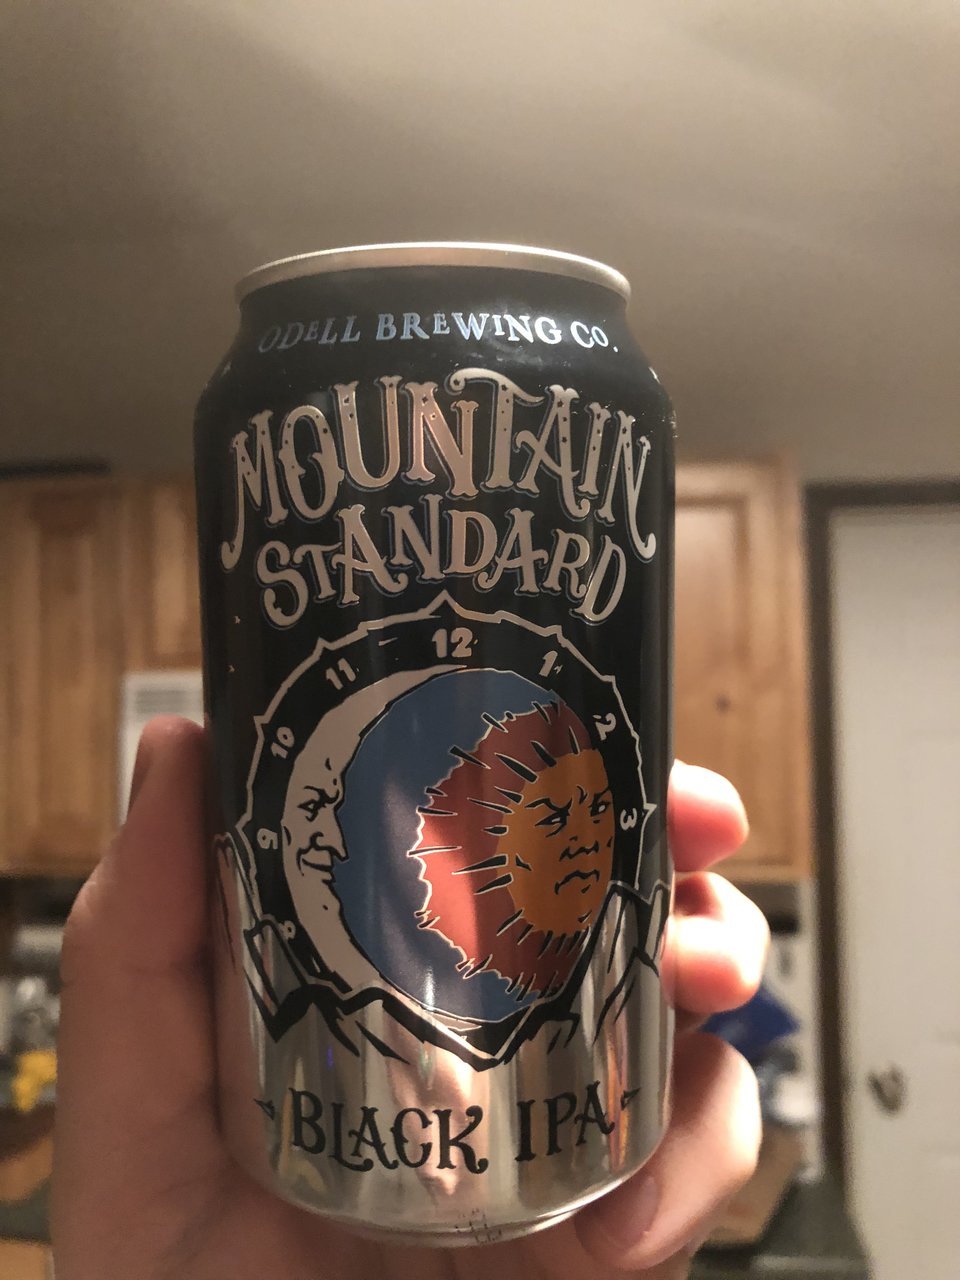 ODELL BREWING CO.
MOUNTAIN
STANDARD
12
11
1
10
2
9
3
8
BLACK IPA